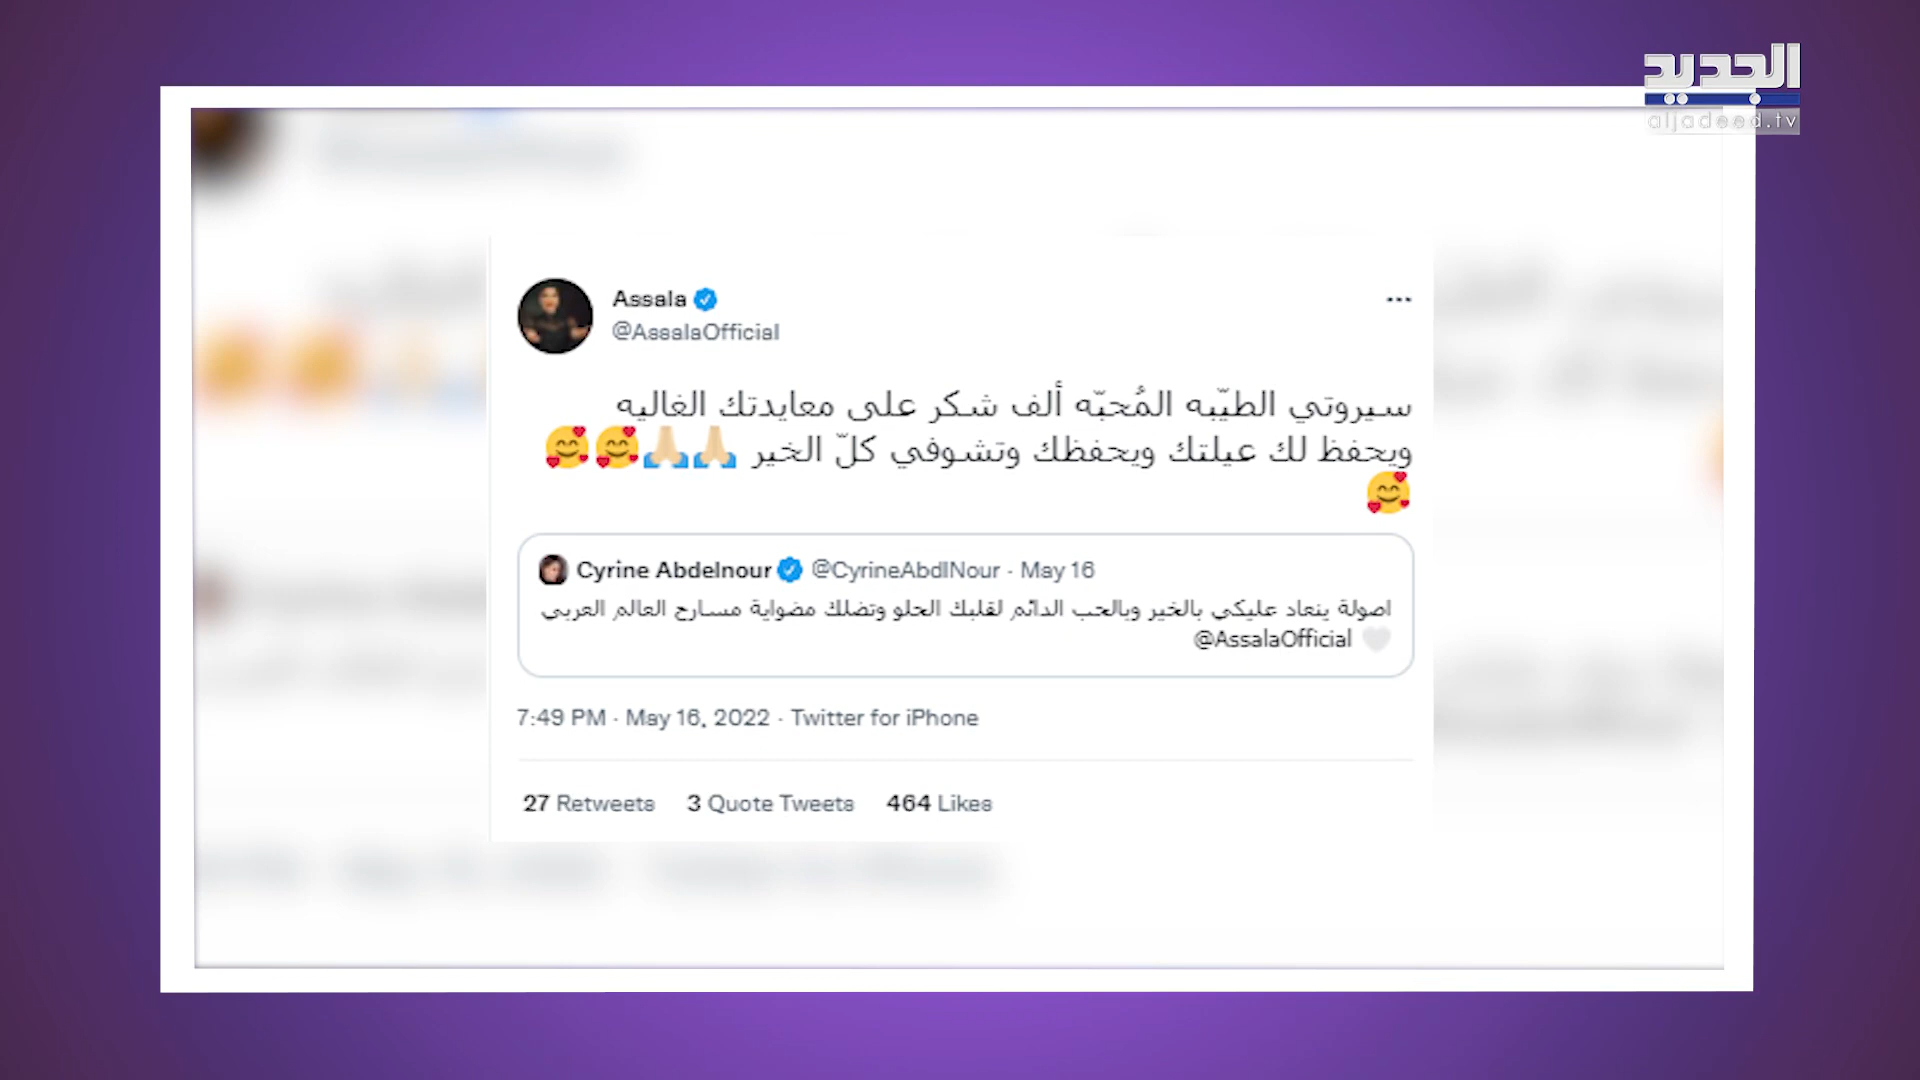 الجديد
aljadeed.tv
Assala
@AssalaOfficial
سيروتي الطيّبه المُحبّه ألف شكر على معايدتك الغاليه
ويحفظ لك عيلتك ويحفظك وتشوفي كلّ الخير 🙏🏼🙏🏼🥰🥰
🥰
Cyrine Abdelnour @CyrineAbdlNour · May 16
اصولة ينعاد عليكي بالخير وبالحب الدائم لقلبك الحلو وتضلك مضواية مسارح العالم العربي
🤍 @AssalaOfficial
7:49 PM · May 16, 2022 · Twitter for iPhone
27 Retweets 3 Quote Tweets 464 Likes